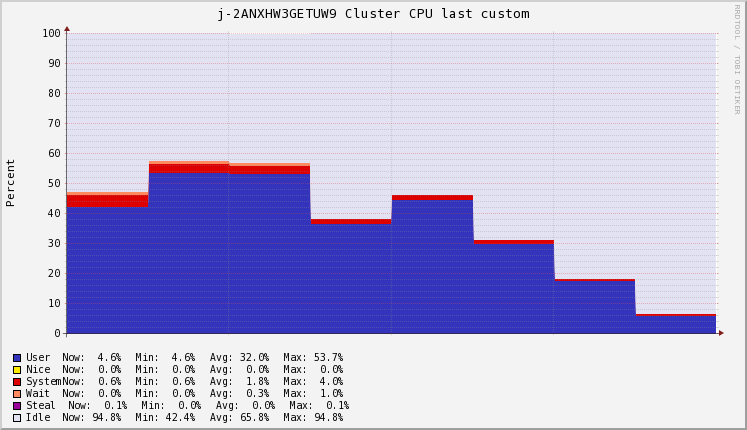 j-2ANXHW3GETUW9 Cluster CPU last custom
RRDTOOL / TOBI OETIKER
Percent
100
90
80
70
60
50
40
30
20
10
0
User Now: 4.6% Min: 4.6% Avg: 32.0% Max: 53.7%
Nice Now: 0.0% Min: 0.0% Avg: 0.0% Max: 0.0%
System Now: 0.6% Min: 0.6% Avg: 1.8% Max: 4.0%
Wait Now: 0.0% Min: 0.0% Avg: 0.3% Max: 1.0%
Steal Now: 0.1% Min: 0.0% Avg: 0.0% Max: 0.1%
Idle Now: 94.8% Min: 42.4% Avg: 65.8% Max: 94.8%